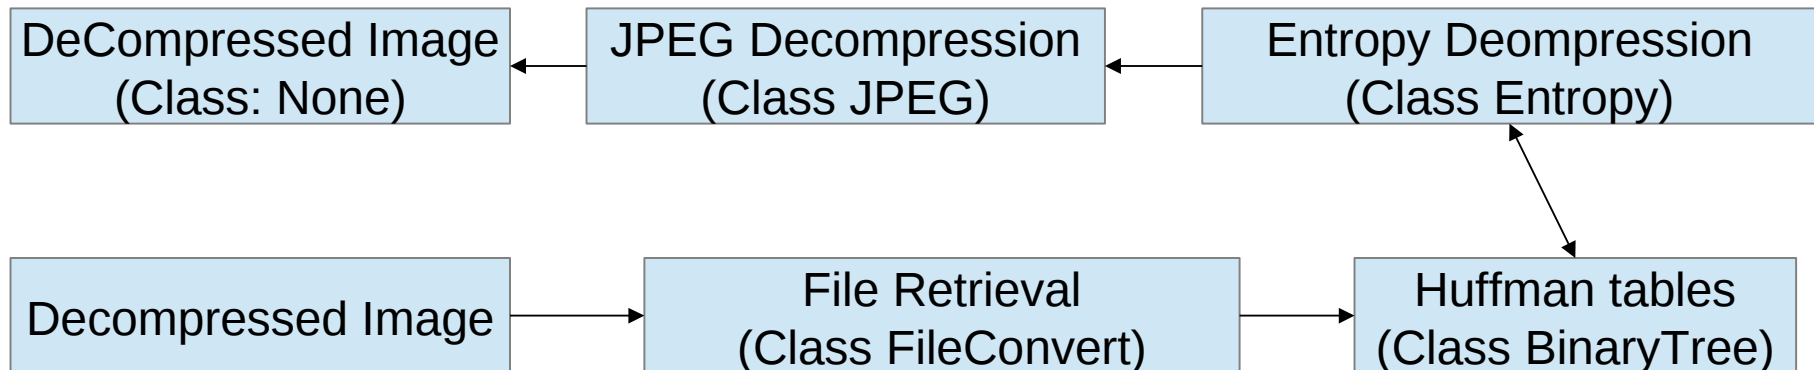 DeCompressed Image
(Class: None)
JPEG Decompression
(Class JPEG)
Entropy Deompression
(Class Entropy)
Decompressed Image
File Retrieval
(Class FileConvert)
Huffman tables
(Class BinaryTree)